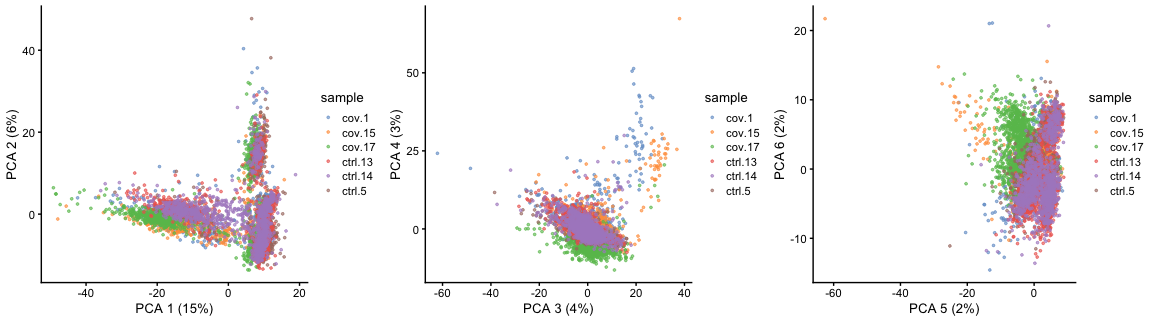 40
20
0
-40
-20
0
20
PCA 2 (6%)
PCA 1 (15%)
sample
cov.1
cov.15
cov.17
ctrl.13
ctrl.14
ctrl.5
50
25
0
-60
-40
-20
0
20
40
PCA 4 (3%)
PCA 3 (4%)
sample
cov.1
cov.15
cov.17
ctrl.13
ctrl.14
ctrl.5
20
10
0
-10
-60
-40
-20
0
PCA 6 (2%)
PCA 5 (2%)
sample
cov.1
cov.15
cov.17
ctrl.13
ctrl.14
ctrl.5